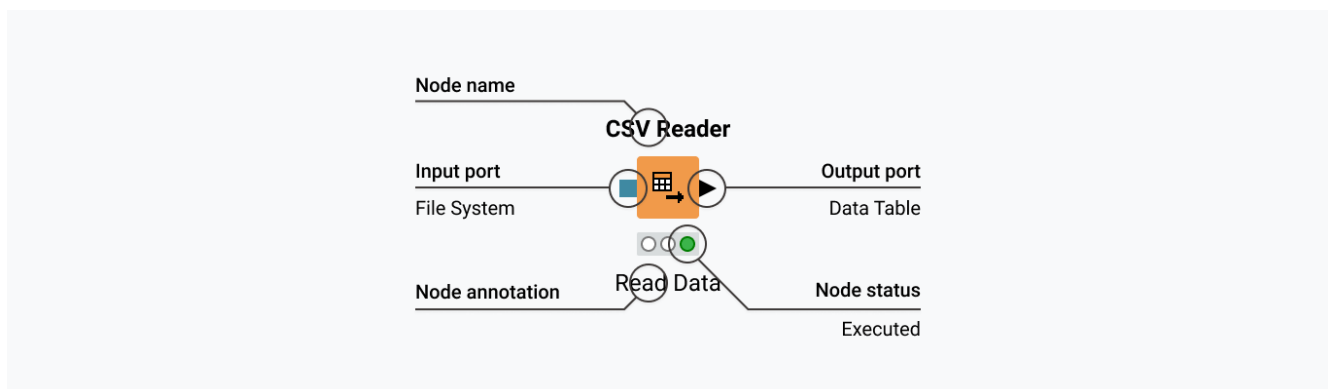 Node name
CSV Reader
Input port
Output port
File System
Data Table
Read Data
Node annotation
Node status
Executed